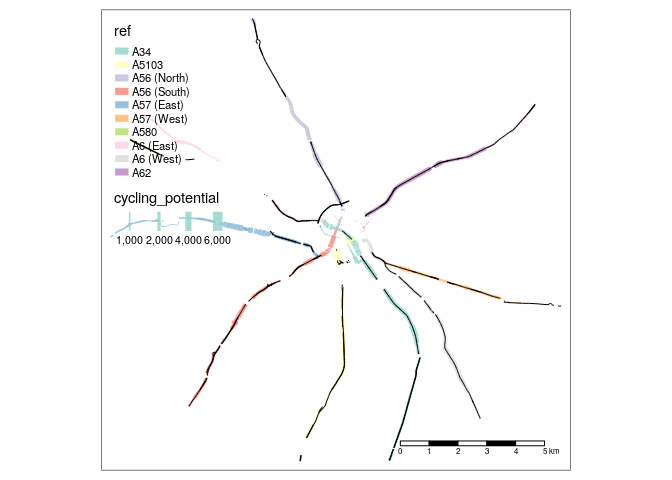 ref
A34
A5103
A56 (North)
A56 (South)
A57 (East)
A57 (West)
A580
A6 (East)
A6 (West)
A62
cycling_potential
1,000 2,000 4,000 6,000
0 1 2 3 4 5 km